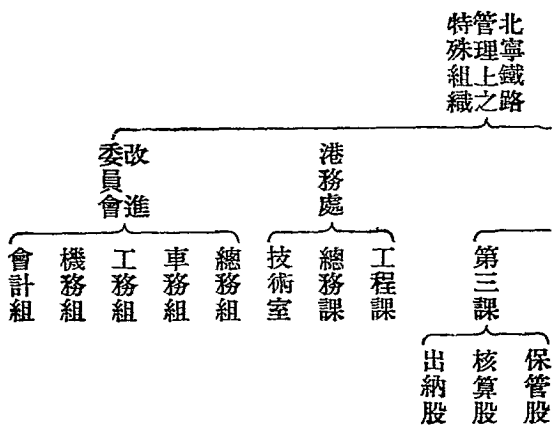 北寧鐵路
管理上之
特殊組織
港務處
改進
委員會
第三課
工程課
總務課
技術室
總務組
車務組
工務組
機務組
會計組
保管股
核算股
出納股